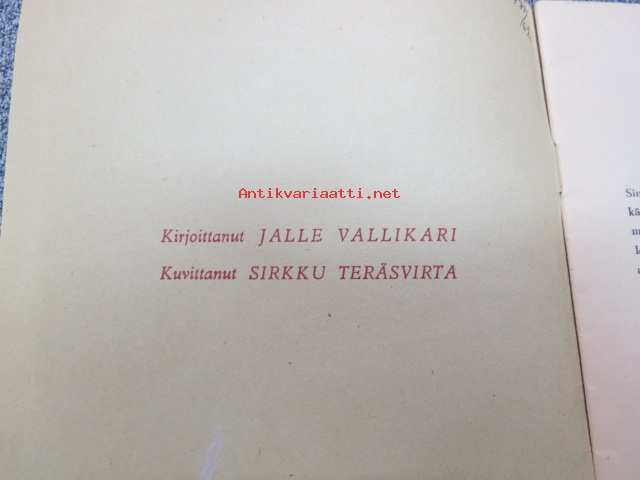 Antikvariaatti.net
Kirjoittanut JALLE VALLIKARI
Kuvittanut SIRKKU TERÄSVIRTA